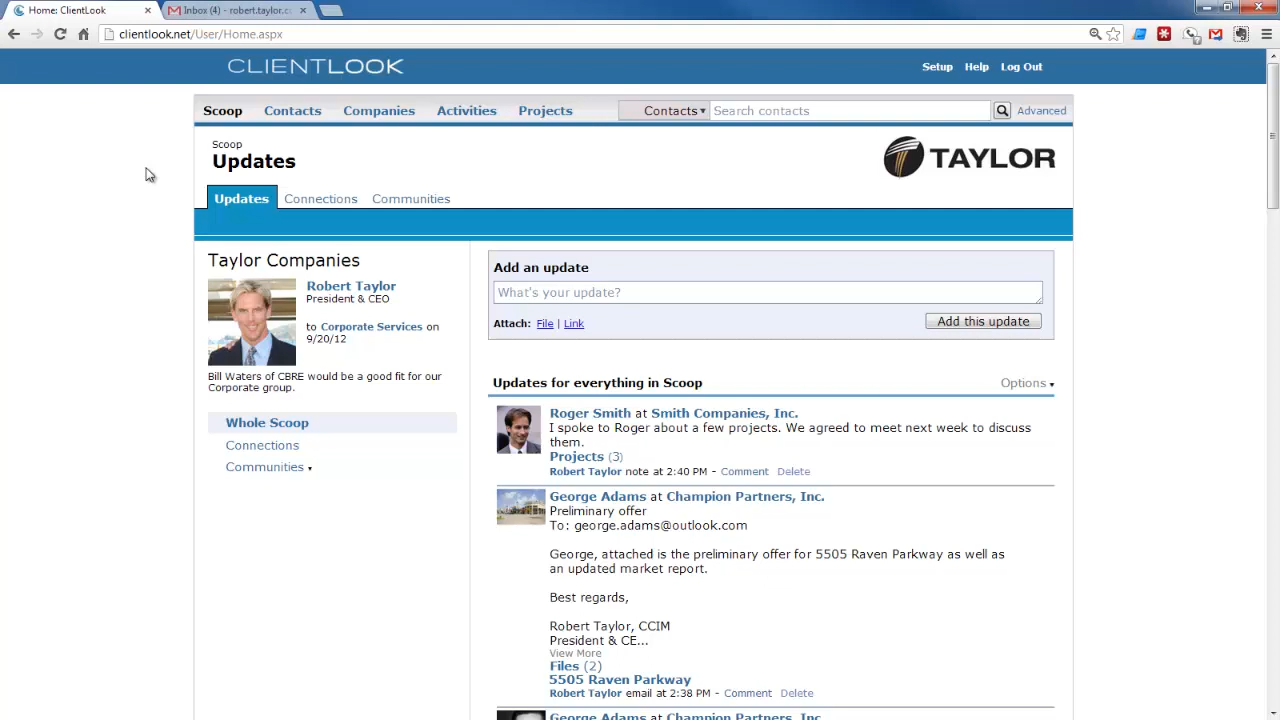 Home: ClientLook
Inbox (4) - robert.taylor.c
clientlook.net/User/Home.aspx
CLIENTLOOK
Setup Help Log Out
Scoop Contacts Companies Activities Projects Contacts Search contacts Advanced
Scoop
Updates
TAYLOR
Updates Connections Communities
Taylor Companies
Robert Taylor
President & CEO
to Corporate Services on
9/20/12
Bill Waters of CBRE would be a good fit for our
Corporate group.
Whole Scoop
Connections
Communities
Add an update
What's your update?
Attach: File | Link
Add this update
Updates for everything in Scoop
Options
Roger Smith at Smith Companies, Inc.
I spoke to Roger about a few projects. We agreed to meet next week to discuss
them.
Projects (3)
Robert Taylor note at 2:40 PM - Comment Delete
George Adams at Champion Partners, Inc.
Preliminary offer
To: george.adams@outlook.com
George, attached is the preliminary offer for 5505 Raven Parkway as well as
an updated market report.
Best regards,
Robert Taylor, CCIM
President & CE...
View More
Files (2)
5505 Raven Parkway
Robert Taylor email at 2:38 PM - Comment Delete
George Adams at Champion Partners, Inc.